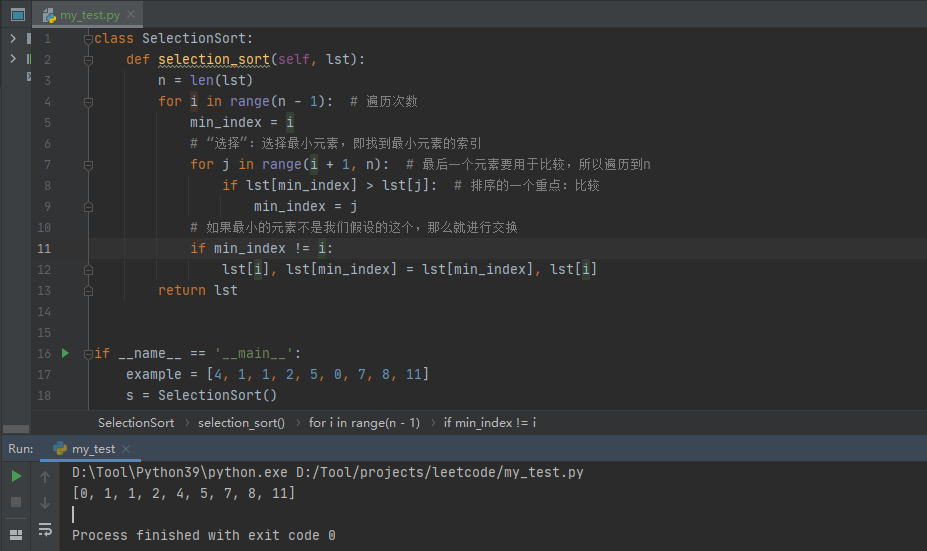 my_test.py
1 class SelectionSort:
2 def selection_sort(self, lst):
3 n = len(lst)
4 for i in range(n - 1):  # 遍历次数
5 min_index = i
6 # “选择”: 选择最小元素，即找到最小元素的索引
7 for j in range(i + 1, n):  # 最后一个元素要用于比较，所以遍历到n
8 if lst[min_index] > lst[j]:  # 排序的一个重点: 比较
9 min_index = j
10 # 如果最小的元素不是我们假设的这个，那么就进行交换
11 if min_index != i:
12 lst[i], lst[min_index] = lst[min_index], lst[i]
13 return lst
14
15
16 if __name__ == '__main__':
17 example = [4, 1, 1, 2, 5, 0, 7, 8, 11]
18 s = SelectionSort()
SelectionSort › selection_sort() › for i in range(n - 1) › if min_index != i
Run: my_test
D:\Tool\Python39\python.exe D:/Tool/projects/leetcode/my_test.py
[0, 1, 1, 2, 4, 5, 7, 8, 11]
Process finished with exit code 0